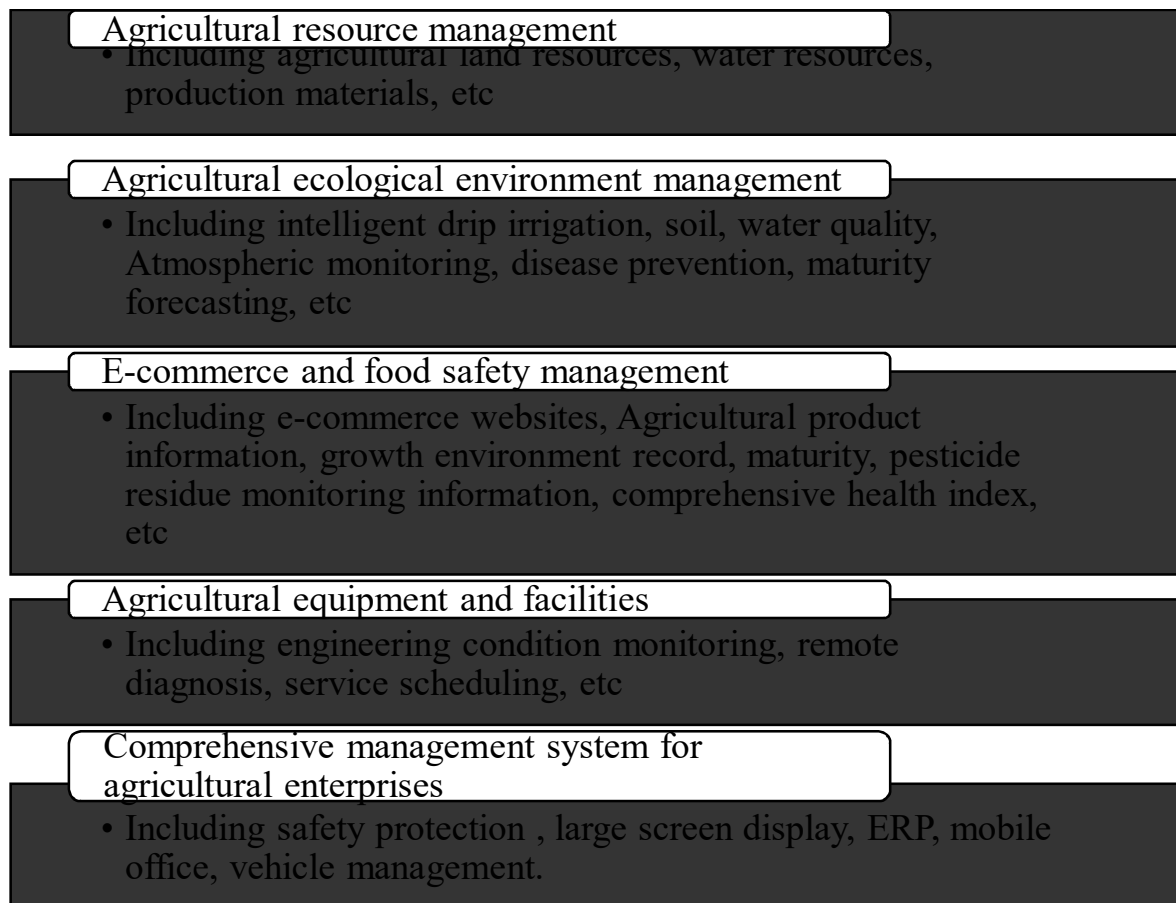 Agricultural resource management
• Including agricultural land resources, water resources,
production materials, etc
Agricultural ecological environment management
• Including intelligent drip irrigation, soil, water quality,
Atmospheric monitoring, disease prevention, maturity
forecasting, etc
E-commerce and food safety management
• Including e-commerce websites, Agricultural product
information, growth environment record, maturity, pesticide
residue monitoring information, comprehensive health index,
etc
Agricultural equipment and facilities
• Including engineering condition monitoring, remote
diagnosis, service scheduling, etc
Comprehensive management system for
agricultural enterprises
• Including safety protection , large screen display, ERP, mobile
office, vehicle management.